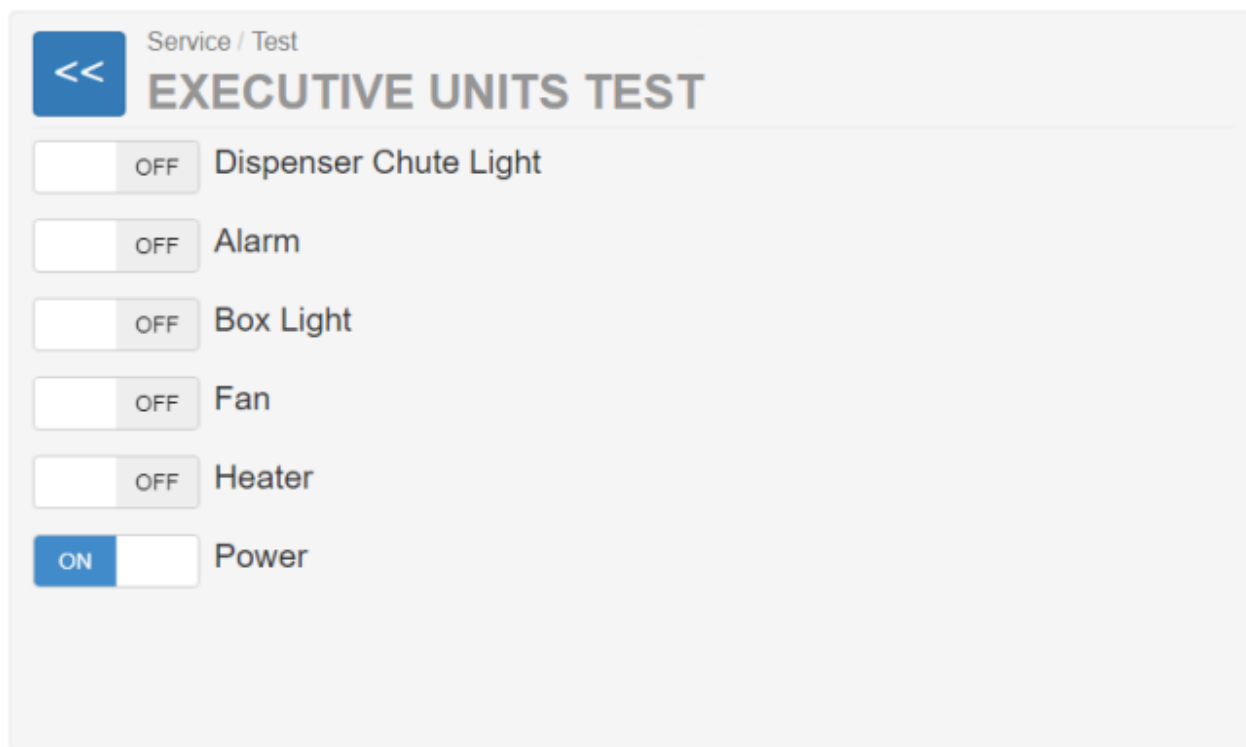 <<
Service / Test
EXECUTIVE UNITS TEST
OFF Dispenser Chute Light
OFF Alarm
OFF Box Light
OFF Fan
OFF Heater
ON Power